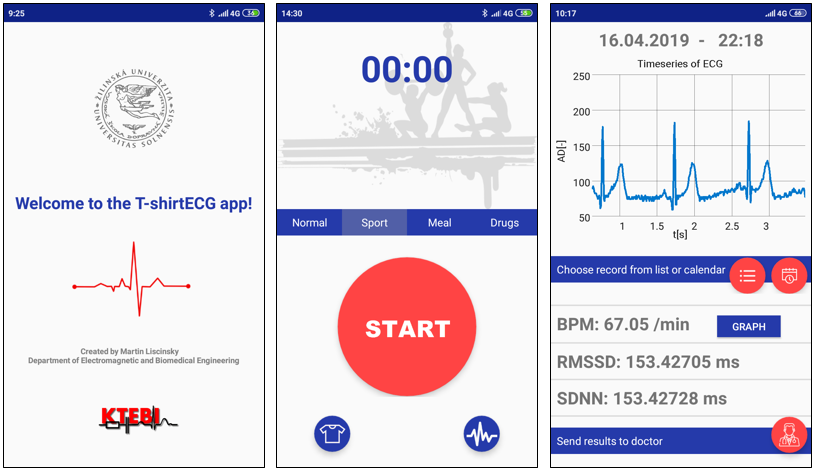 9:25
4G
34
ŽILINSKÁ UNIVERZITA
UNIVERSITAS SOLNENSIS
Welcome to the T-shirtECG app!
Created by Martin Liscinsky
Department of Electromagnetic and Biomedical Engineering
KTEBI
14:30
4G
00:00
Normal
Sport
Meal
Drugs
START
10:17
4G
66
16.04.2019 - 22:18
Timeseries of ECG
250
200
150
100
50
AD[-]
1
1.5
2
2.5
3
t[s]
Choose record from list or calendar
BPM: 67.05 /min
GRAPH
RMSSD: 153.42705 ms
SDNN: 153.42728 ms
Send results to doctor